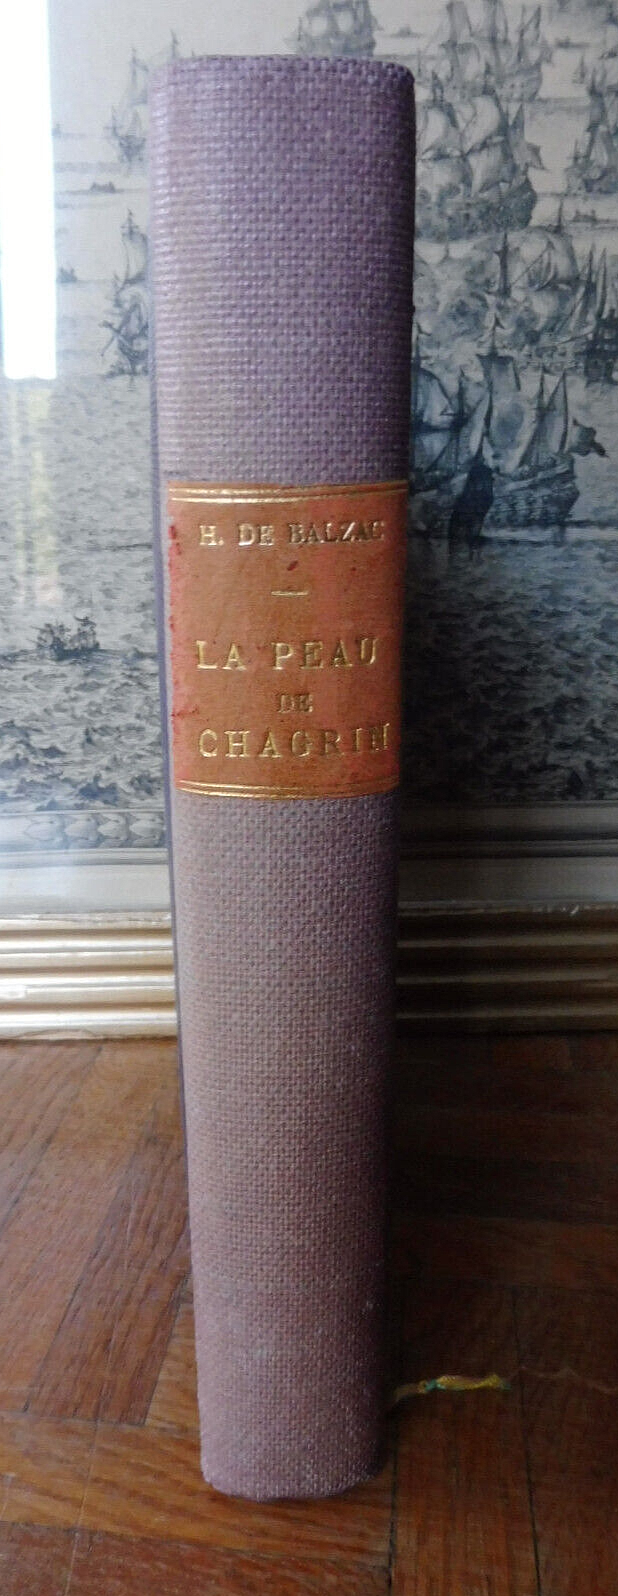 H. DE BALZAC
LA PEAU
DE
CHAGRIN